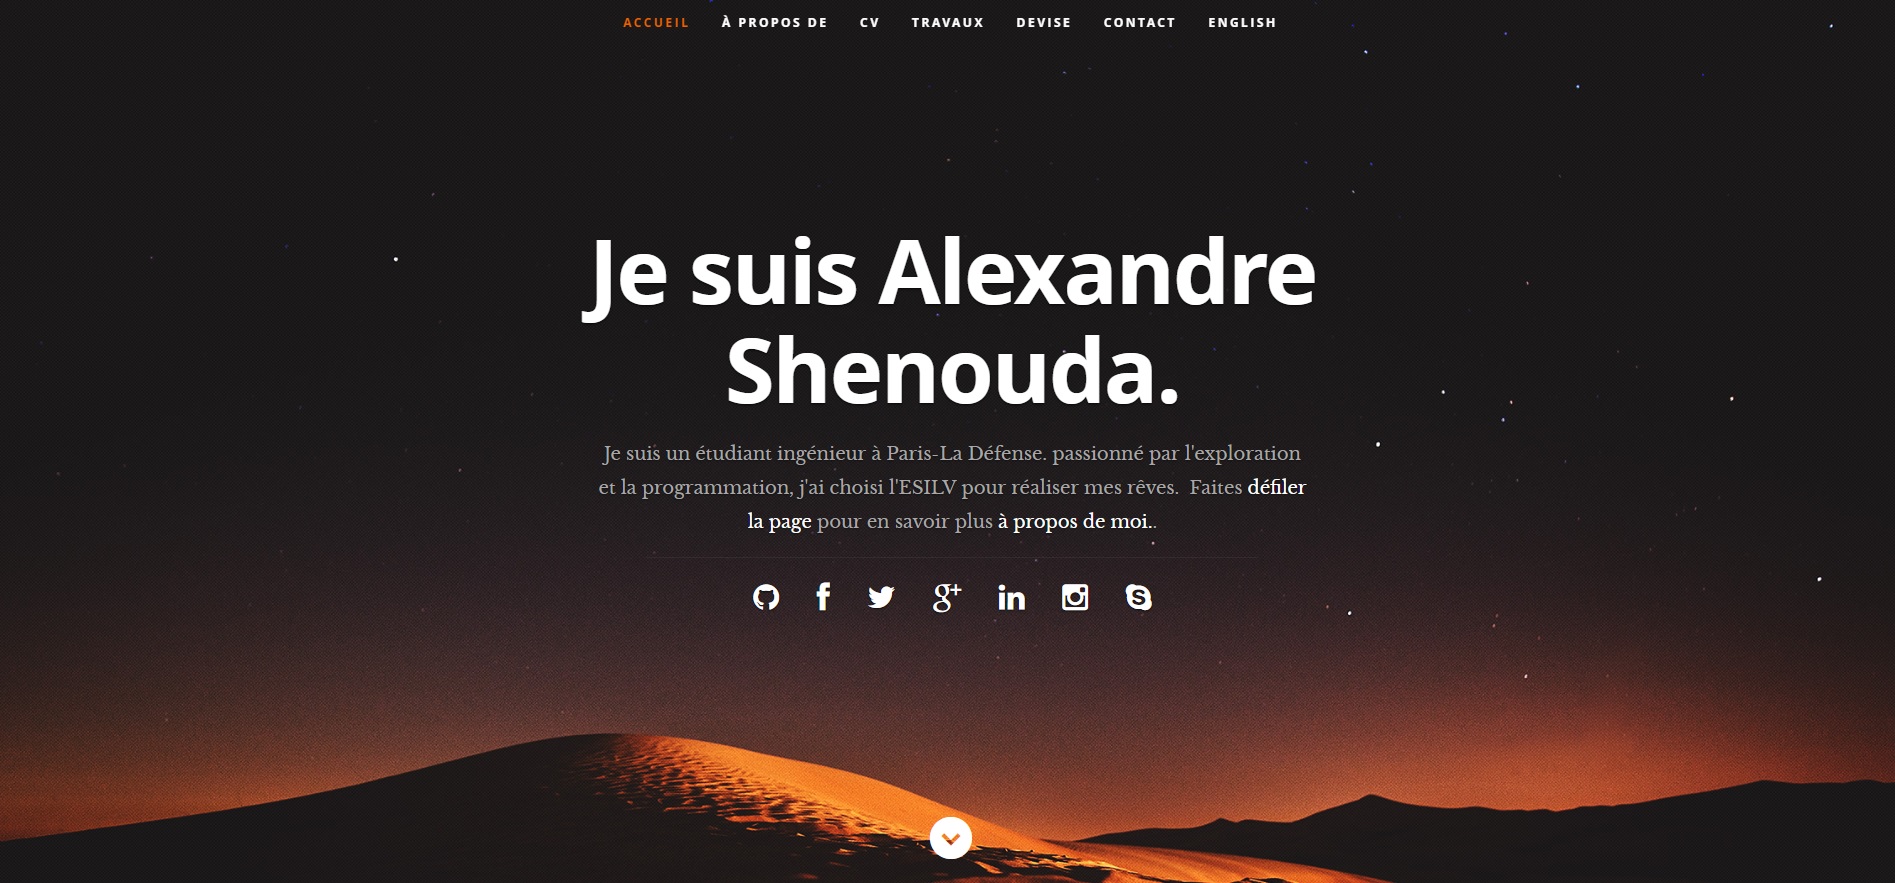 ACCUEIL À PROPOS DE CV TRAVAUX DEVISE CONTACT ENGLISH
Je suis Alexandre
Shenouda.
Je suis un étudiant ingénieur à Paris-La Défense. passionné par l'exploration
et la programmation, j'ai choisi l'ESILV pour réaliser mes rêves.  Faites défiler
la page pour en savoir plus à propos de moi..